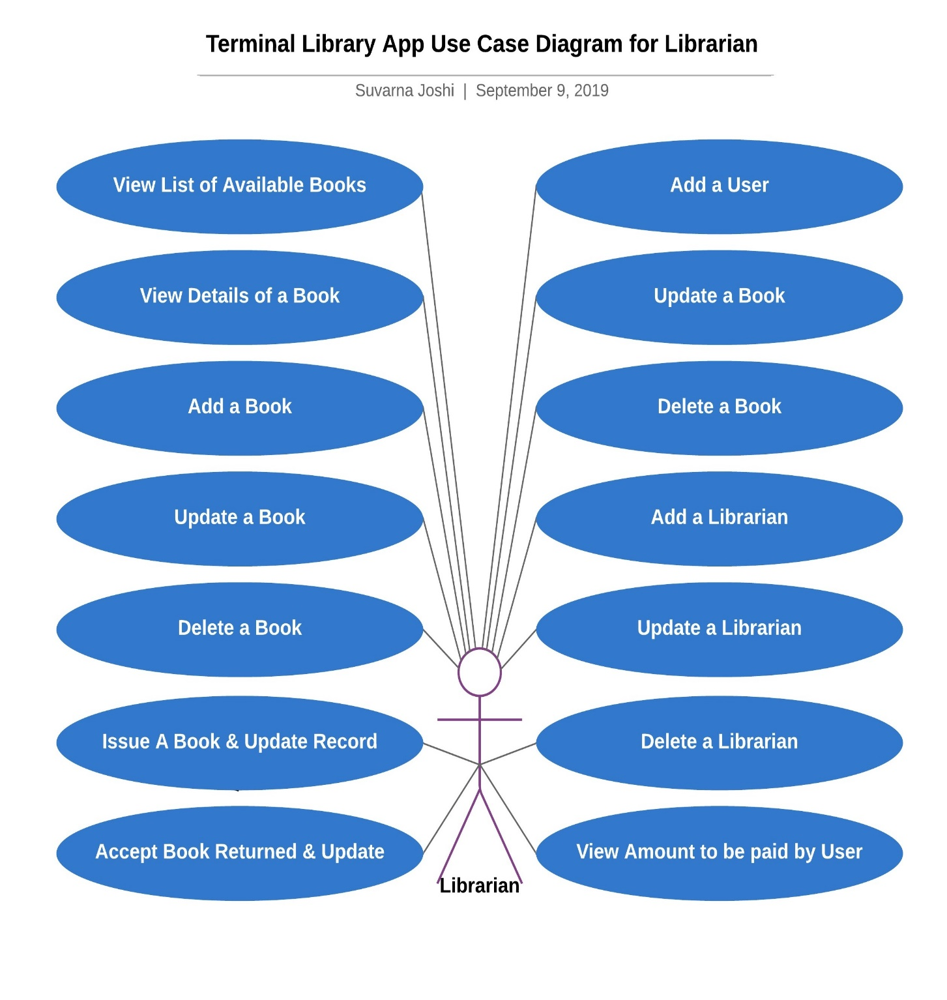 Terminal Library App Use Case Diagram for Librarian
Suvarna Joshi | September 9, 2019
View List of Available Books
Add a User
View Details of a Book
Update a Book
Add a Book
Delete a Book
Update a Book
Add a Librarian
Delete a Book
Update a Librarian
Issue A Book & Update Record
Delete a Librarian
Accept Book Returned & Update
View Amount to be paid by User
Librarian